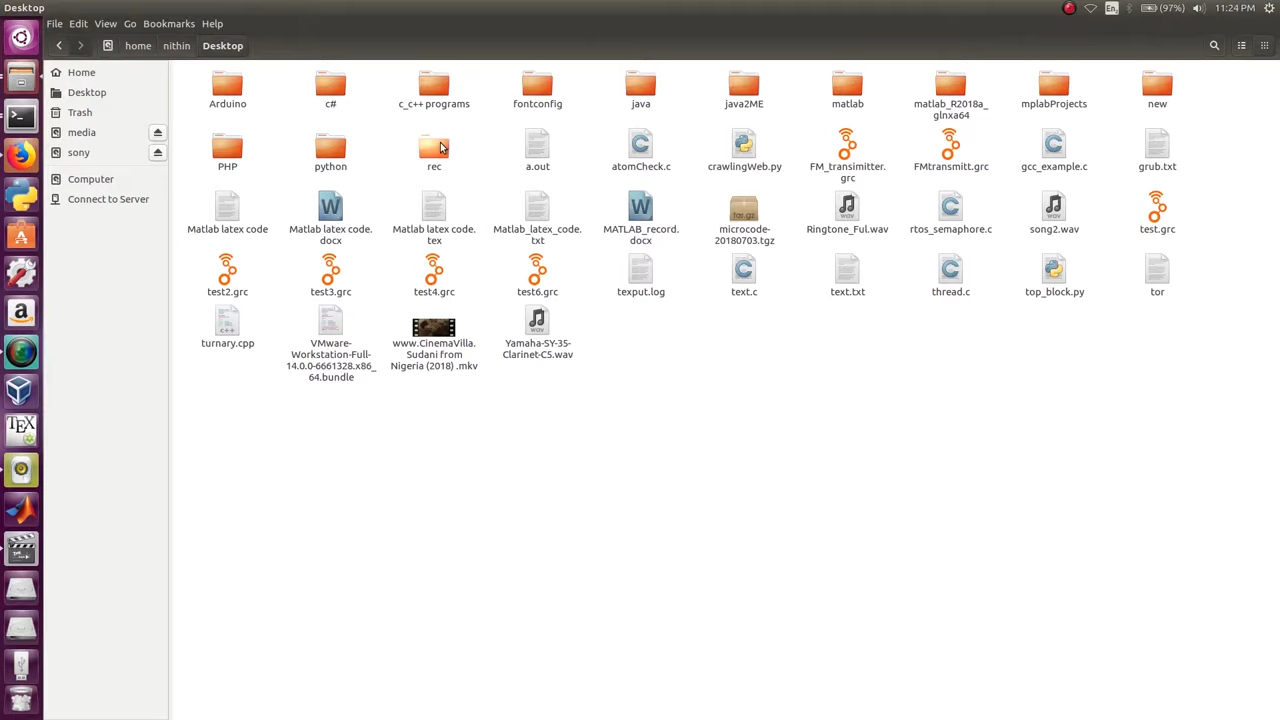 Desktop
En
(97%)
11:24 PM
File Edit View Go Bookmarks Help
home nithin Desktop
Home
Desktop
Trash
media
sony
Computer
Connect to Server
Arduino
c#
c_c++ programs
fontconfig
java
java2ME
matlab
matlab_R2018a_
glnxa64
mplabProjects
new
PHP
python
rec
a.out
atomCheck.c
crawlingWeb.py
FM_transimitter.
grc
FMtransmitt.grc
gcc_example.c
grub.txt
Matlab latex code
Matlab latex code.
docx
Matlab latex code.
tex
Matlab_latex_code.
txt
MATLAB_record.
docx
tar.gz
microcode-
20180703.tgz
Ringtone_Ful.wav
rtos_semaphore.c
song2.wav
test.grc
test2.grc
test3.grc
test4.grc
test6.grc
texput.log
text.c
text.txt
thread.c
top_block.py
tor
turnary.cpp
VMware-
Workstation-Full-
14.0.0-6661328.x86_
64.bundle
www.CinemaVilla.
Sudani from
Nigeria (2018) .mkv
Yamaha-SY-35-
Clarinet-C5.wav